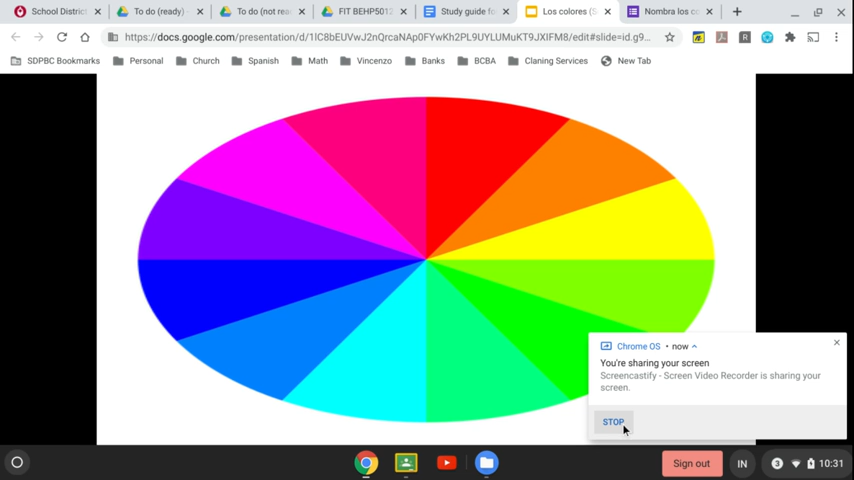 School District
To do (ready) -
To do (not rea
FIT BEHP5012
Study guide fo
Los colores (S
Nombra los co
https://docs.google.com/presentation/d/1IC8bEUVwJ2nQrcaNAp0FYwKh2PL9UYLUMuKT9JXIFM8/edit#slide=id.g9...
SDPBC Bookmarks
Personal
Church
Spanish
Math
Vincenzo
Banks
BCBA
Claning Services
New Tab
Chrome OS • now
You're sharing your screen
Screencastify - Screen Video Recorder is sharing your
screen.
STOP
Sign out
IN
3
10:31